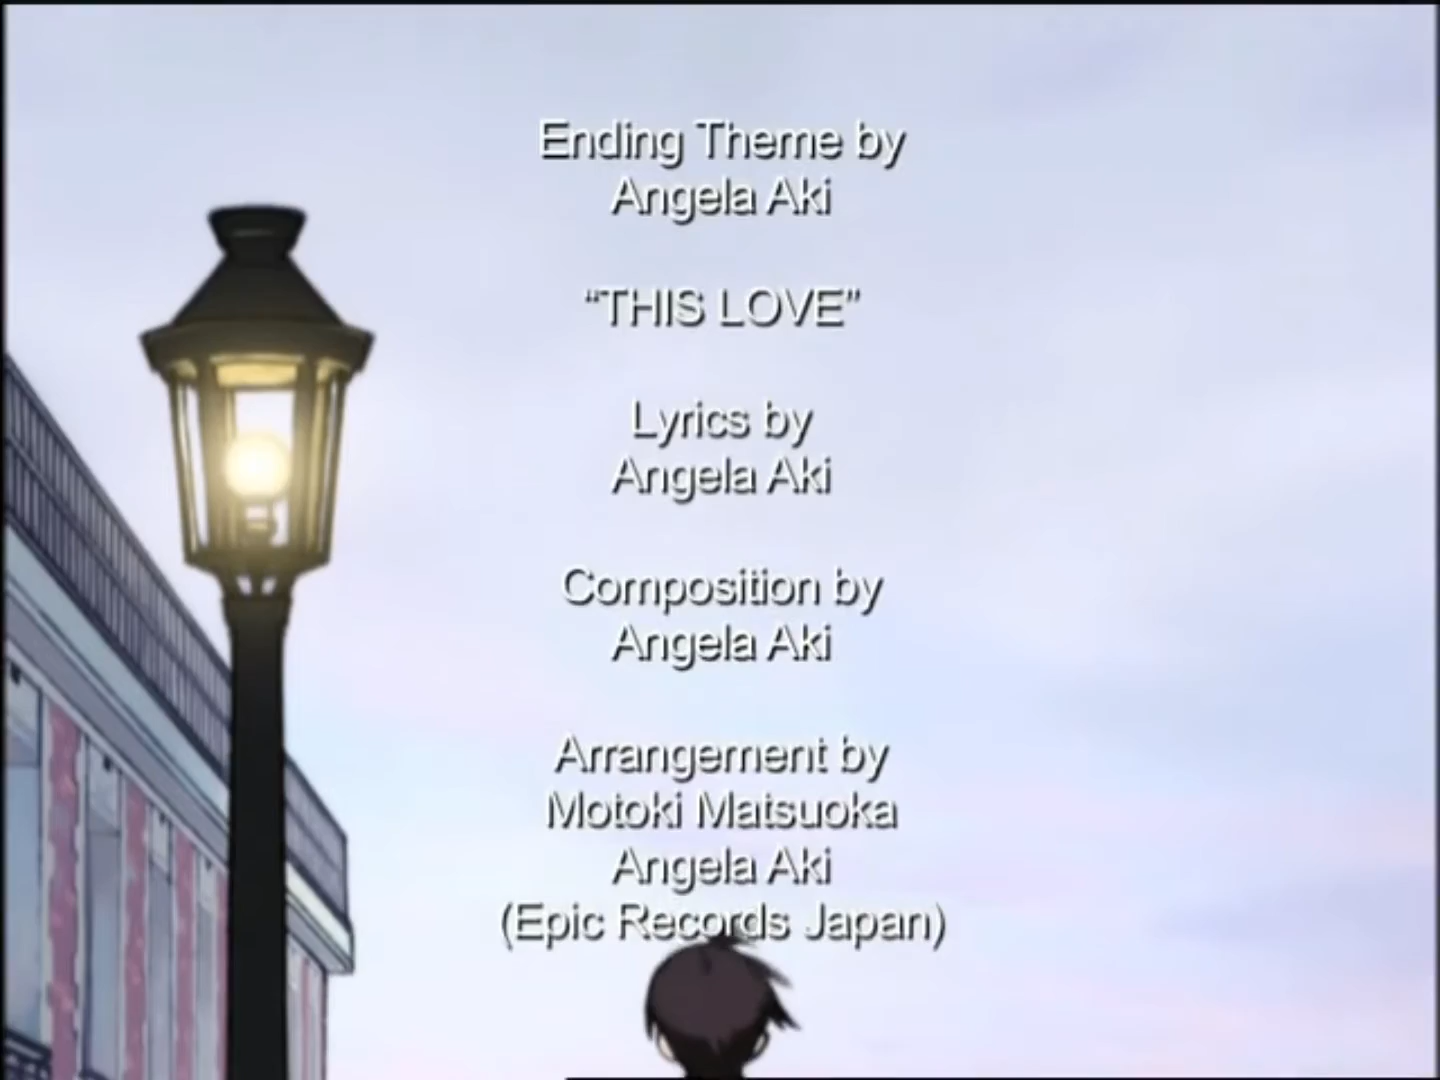 Ending Theme by
Angela Aki
“THIS LOVE”
Lyrics by
Angela Aki
Composition by
Angela Aki
Arrangement by
Motoki Matsuoka
Angela Aki
(Epic Records Japan)